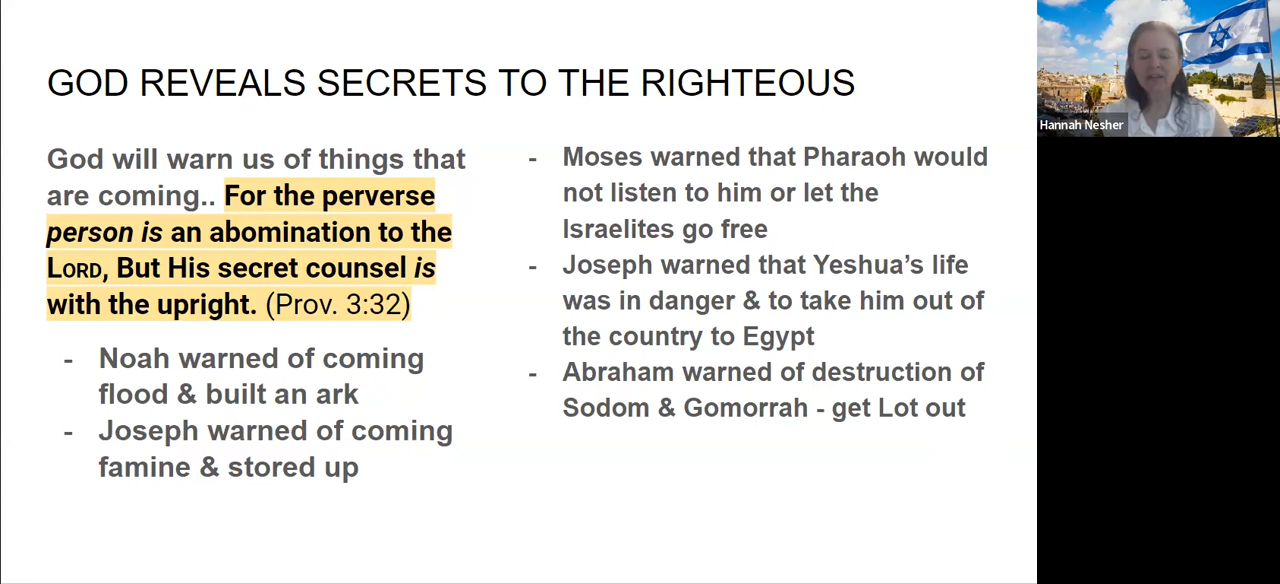 GOD REVEALS SECRETS TO THE RIGHTEOUS
God will warn us of things that
are coming.. For the perverse
person is an abomination to the
LORD, But His secret counsel is
with the upright. (Prov. 3:32)
- Noah warned of coming
flood & built an ark
- Joseph warned of coming
famine & stored up
- Moses warned that Pharaoh would
not listen to him or let the
Israelites go free
- Joseph warned that Yeshua’s life
was in danger & to take him out of
the country to Egypt
- Abraham warned of destruction of
Sodom & Gomorrah - get Lot out
Hannah Nesher